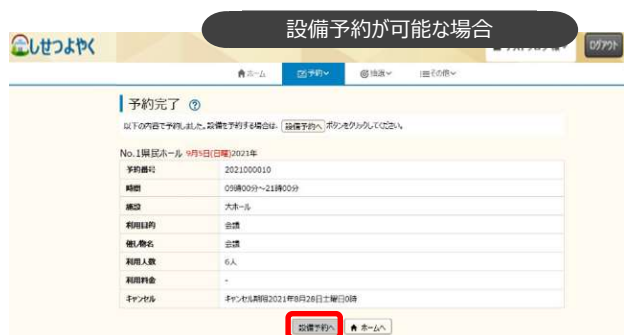 設備予約が可能な場合
しせつよやく
ログアウト
ホーム 予約 抽選 その他
予約完了 ?
以下の内容で予約しました。設備を予約する場合は、 設備予約へ ボタンをクリックしてください。
No.1県民ホール 9月5日(日曜)2021年
予約番号 2021000010
時間 09時00分～21時00分
施設 大ホール
利用目的 会議
催し物名 会議
利用人数 6人
利用料金 -
キャンセル キャンセル期限2021年8月28日土曜日0時
設備予約へ ホームへ